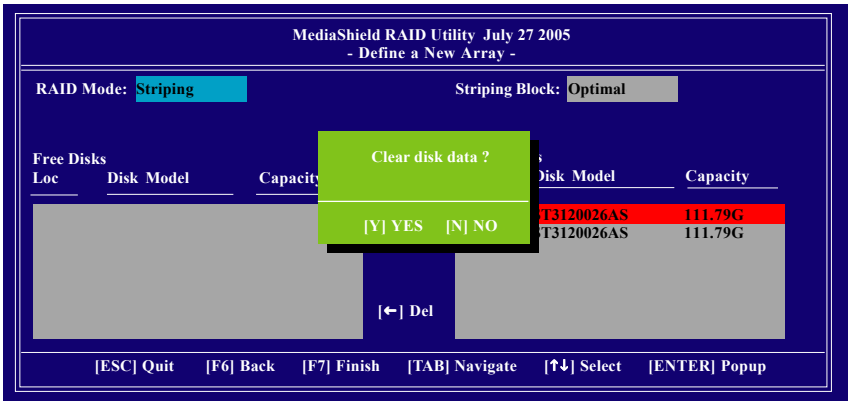 MediaShield RAID Utility July 27 2005
- Define a New Array -
RAID Mode: Striping Striping Block: Optimal
Clear disk data ?
[Y] YES [N] NO
Free Disks
Loc Disk Model Capacity
Disk Model Capacity
ST3120026AS 111.79G
ST3120026AS 111.79G
[←] Del
[ESC] Quit [F6] Back [F7] Finish [TAB] Navigate [↑↓] Select [ENTER] Popup